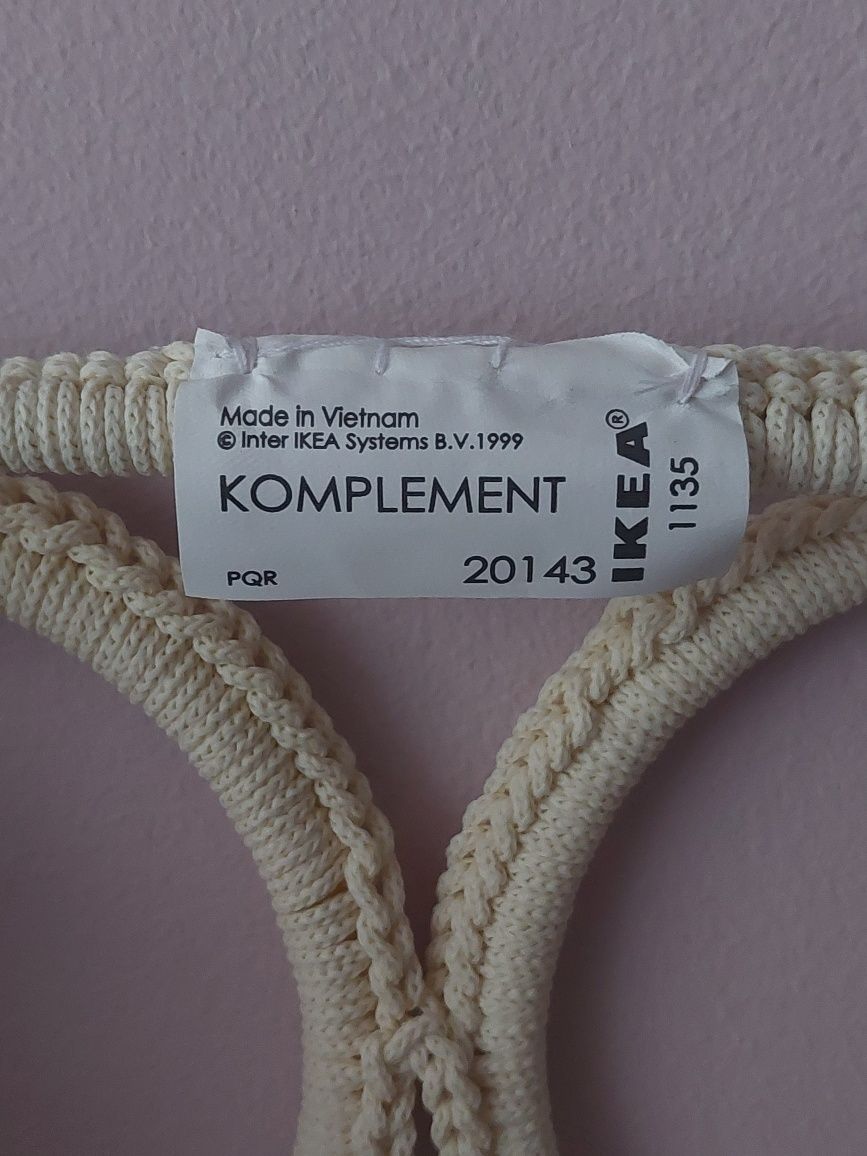 Made in Vietnam
© Inter IKEA Systems B.V.1999
KOMPLEMENT
PQR 20143
IKEA®
1135